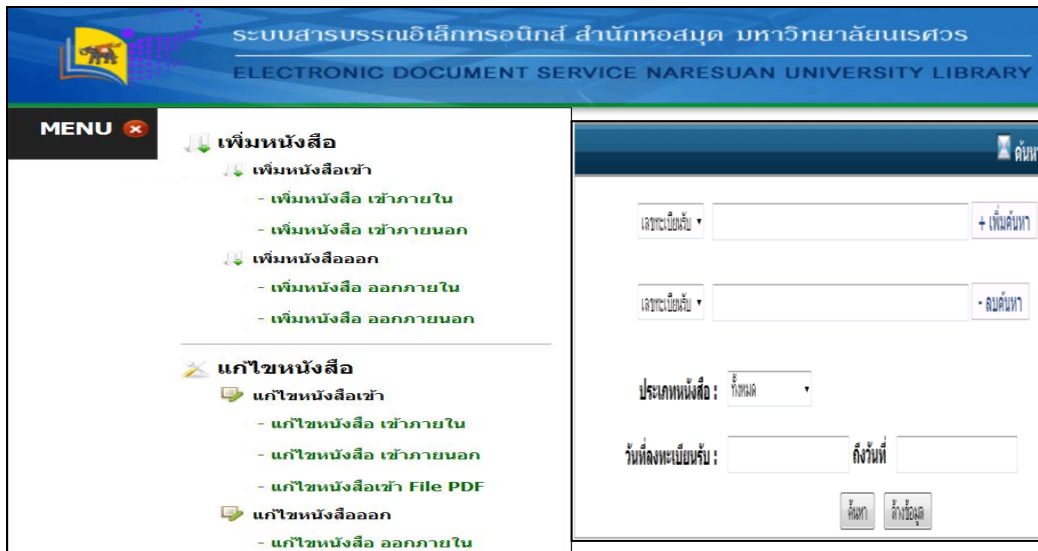 ระบบสารบรรณอิเล็กทรอนิกส์ สำนักหอสมุด มหาวิทยาลัยนเรศวร
ELECTRONIC DOCUMENT SERVICE NARESUAN UNIVERSITY LIBRARY
MENU
เพิ่มหนังสือ
เพิ่มหนังสือเข้า
- เพิ่มหนังสือ เข้าภายใน
- เพิ่มหนังสือ เข้าภายนอก
เพิ่มหนังสือออก
- เพิ่มหนังสือ ออกภายใน
- เพิ่มหนังสือ ออกภายนอก
แก้ไขหนังสือ
แก้ไขหนังสือเข้า
- แก้ไขหนังสือ เข้าภายใน
- แก้ไขหนังสือ เข้าภายนอก
- แก้ไขหนังสือเข้า File PDF
แก้ไขหนังสือออก
- แก้ไขหนังสือ ออกภายใน
ค้นหา
เลขทะเบียนรับ
+ เพิ่มค้นหา
เลขทะเบียนรับ
- ลบค้นหา
ประเภทหนังสือ : ทั้งหมด
วันที่ลงทะเบียนรับ : ถึงวันที่
ค้นหา ล้างข้อมูล